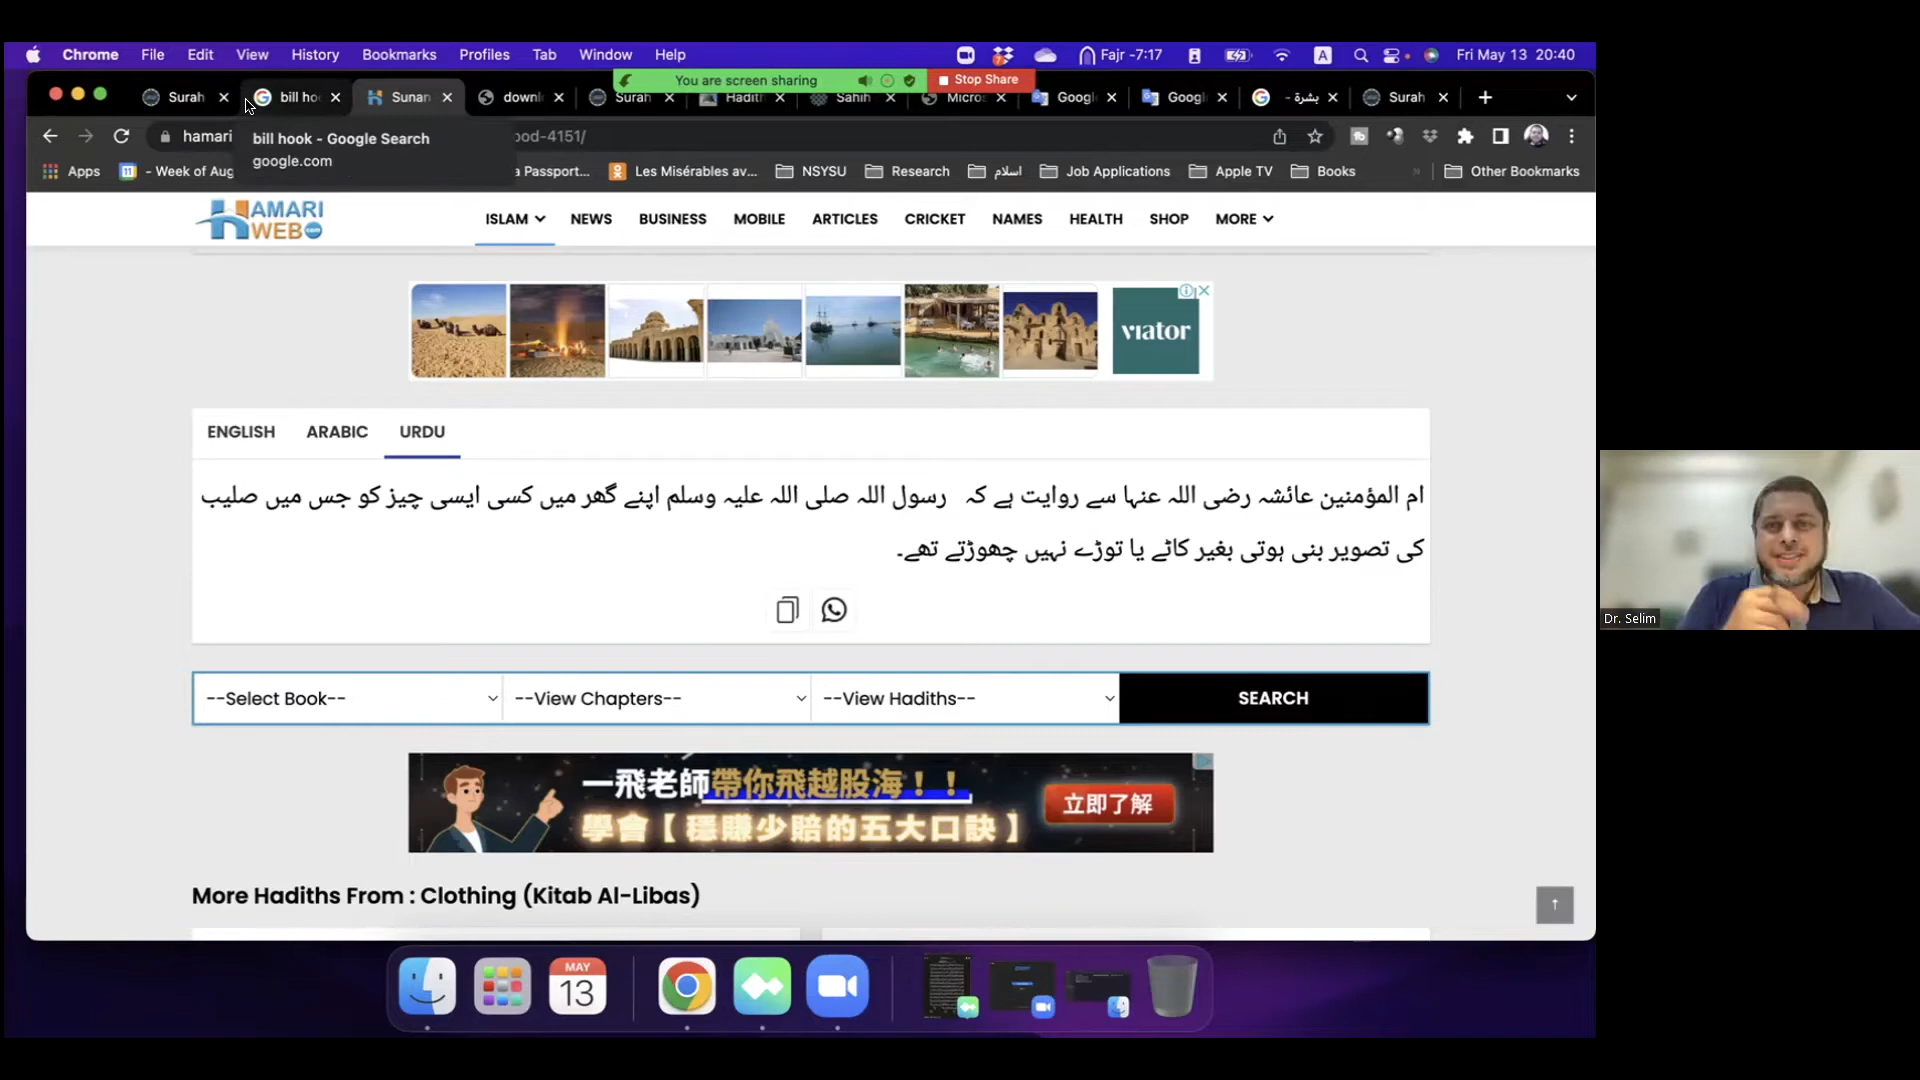 Chrome File Edit View History Bookmarks Profiles Tab Window Help Fajr -7:17 A Fri May 13 20:40
You are screen sharing Stop Share
Surah bill ho Sunan downl Surah Hadith Sahih Micros Googl Googl بشرة - Surah
hamari od-4151/
bill hook - Google Search
google.com
Apps - Week of Aug a Passport... Les Misérables av... NSYSU Research اسلام Job Applications Apple TV Books Other Bookmarks
HAMARI WEB.com
ISLAM NEWS BUSINESS MOBILE ARTICLES CRICKET NAMES HEALTH SHOP MORE
viator
ENGLISH ARABIC URDU
ام المؤمنین عائشہ رضی اللہ عنہا سے روایت ہے کہ رسول اللہ صلی اللہ علیہ وسلم اپنے گھر میں کسی ایسی چیز کو جس میں صلیب
کی تصویر بنی ہوتی بغیر کاٹے یا توڑے نہیں چھوڑتے تھے۔
--Select Book-- --View Chapters-- --View Hadiths-- SEARCH
一飛老師帶你飛越股海！！
學會【穩賺少賠的五大口訣】
立即了解
More Hadiths From : Clothing (Kitab Al-Libas)
MAY
13
Dr. Selim